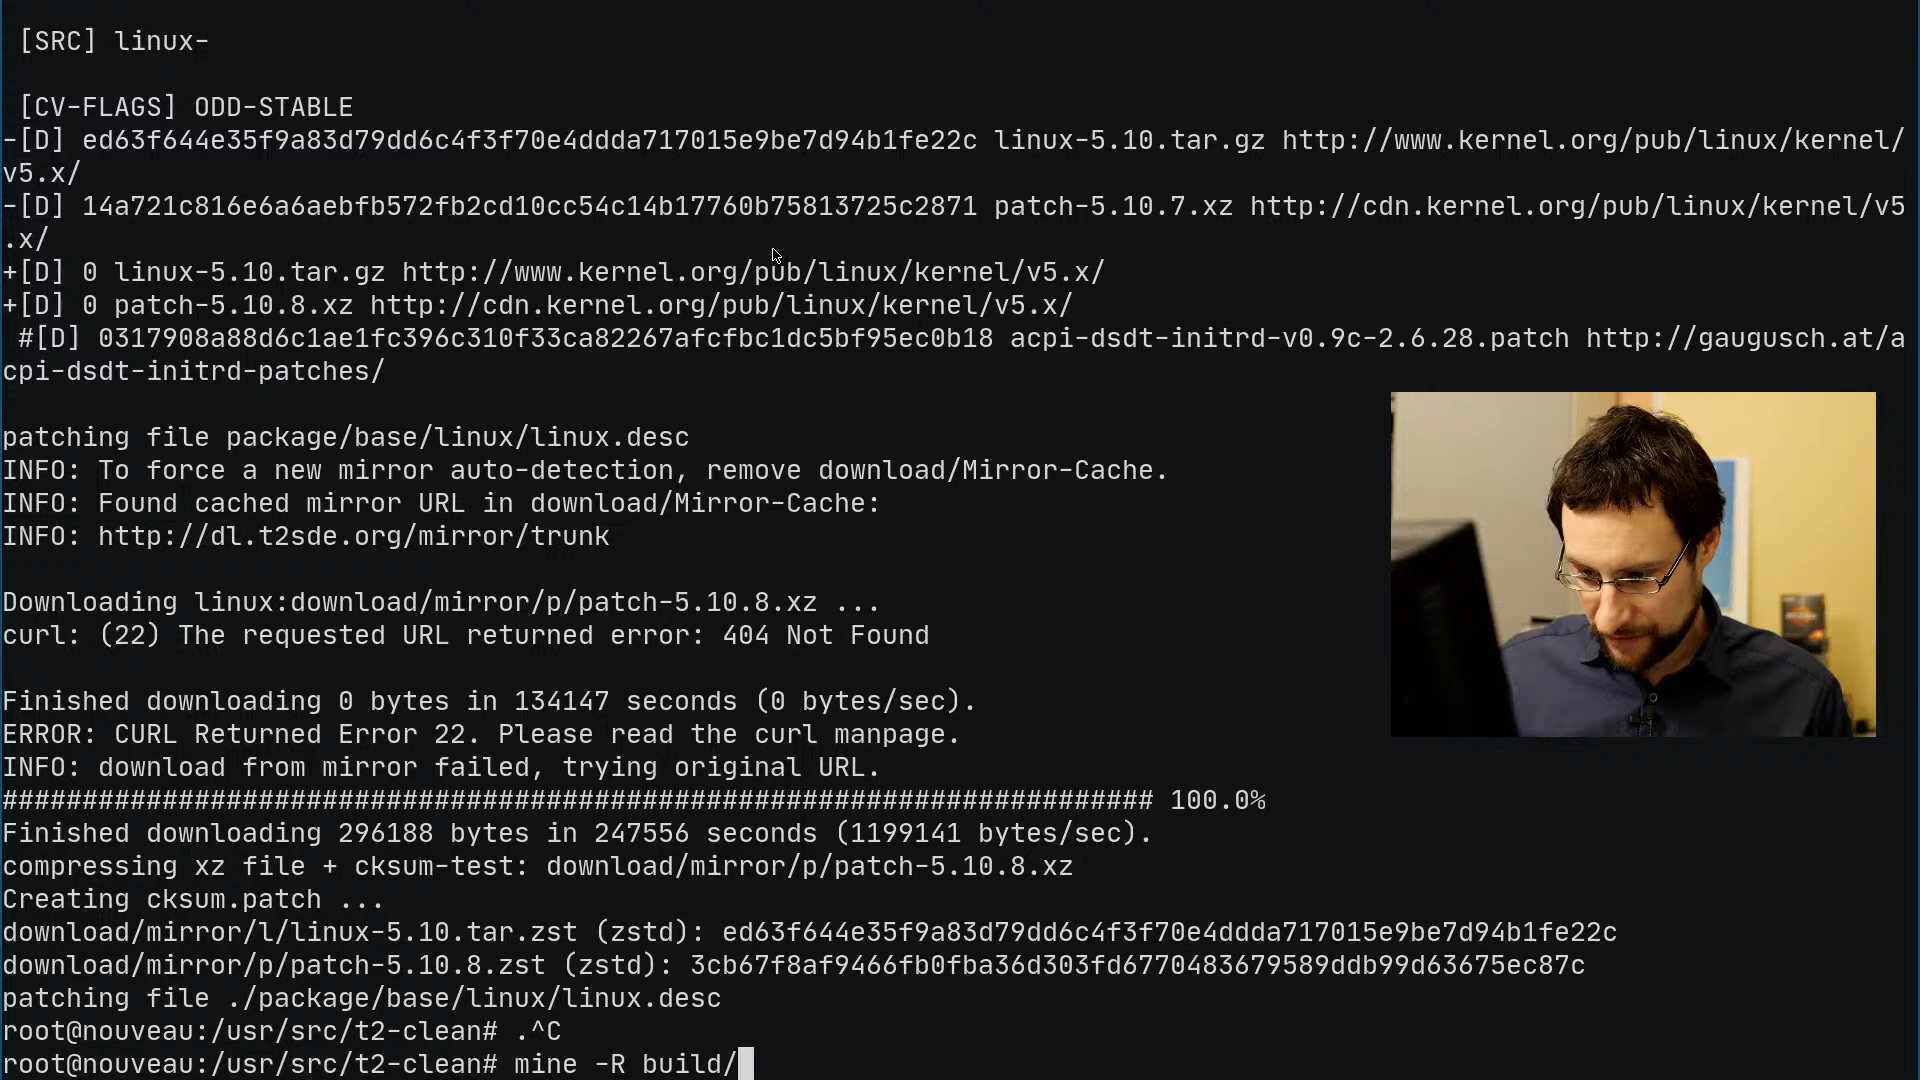 [SRC] linux-
[CV-FLAGS] ODD-STABLE
-[D] ed63f644e35f9a83d79dd6c4f3f70e4ddda717015e9be7d94b1fe22c linux-5.10.tar.gz http://www.kernel.org/pub/linux/kernel/
v5.x/
-[D] 14a721c816e6a6aebfb572fb2cd10cc54c14b17760b75813725c2871 patch-5.10.7.xz http://cdn.kernel.org/pub/linux/kernel/v5
.x/
+[D] 0 linux-5.10.tar.gz http://www.kernel.org/pub/linux/kernel/v5.x/
+[D] 0 patch-5.10.8.xz http://cdn.kernel.org/pub/linux/kernel/v5.x/
#[D] 0317908a88d6c1ae1fc396c310f33ca82267afcfbc1dc5bf95ec0b18 acpi-dsdt-initrd-v0.9c-2.6.28.patch http://gaugusch.at/a
cpi-dsdt-initrd-patches/
patching file package/base/linux/linux.desc
INFO: To force a new mirror auto-detection, remove download/Mirror-Cache.
INFO: Found cached mirror URL in download/Mirror-Cache:
INFO: http://dl.t2sde.org/mirror/trunk
Downloading linux:download/mirror/p/patch-5.10.8.xz ...
curl: (22) The requested URL returned error: 404 Not Found
Finished downloading 0 bytes in 134147 seconds (0 bytes/sec).
ERROR: CURL Returned Error 22. Please read the curl manpage.
INFO: download from mirror failed, trying original URL.
######################################################################## 100.0%
Finished downloading 296188 bytes in 247556 seconds (1199141 bytes/sec).
compressing xz file + cksum-test: download/mirror/p/patch-5.10.8.xz
Creating cksum.patch ...
download/mirror/l/linux-5.10.tar.zst (zstd): ed63f644e35f9a83d79dd6c4f3f70e4ddda717015e9be7d94b1fe22c
download/mirror/p/patch-5.10.8.zst (zstd): 3cb67f8af9466fb0fba36d303fd6770483679589ddb99d63675ec87c
patching file ./package/base/linux/linux.desc
root@nouveau:/usr/src/t2-clean# .^C
root@nouveau:/usr/src/t2-clean# mine -R build/